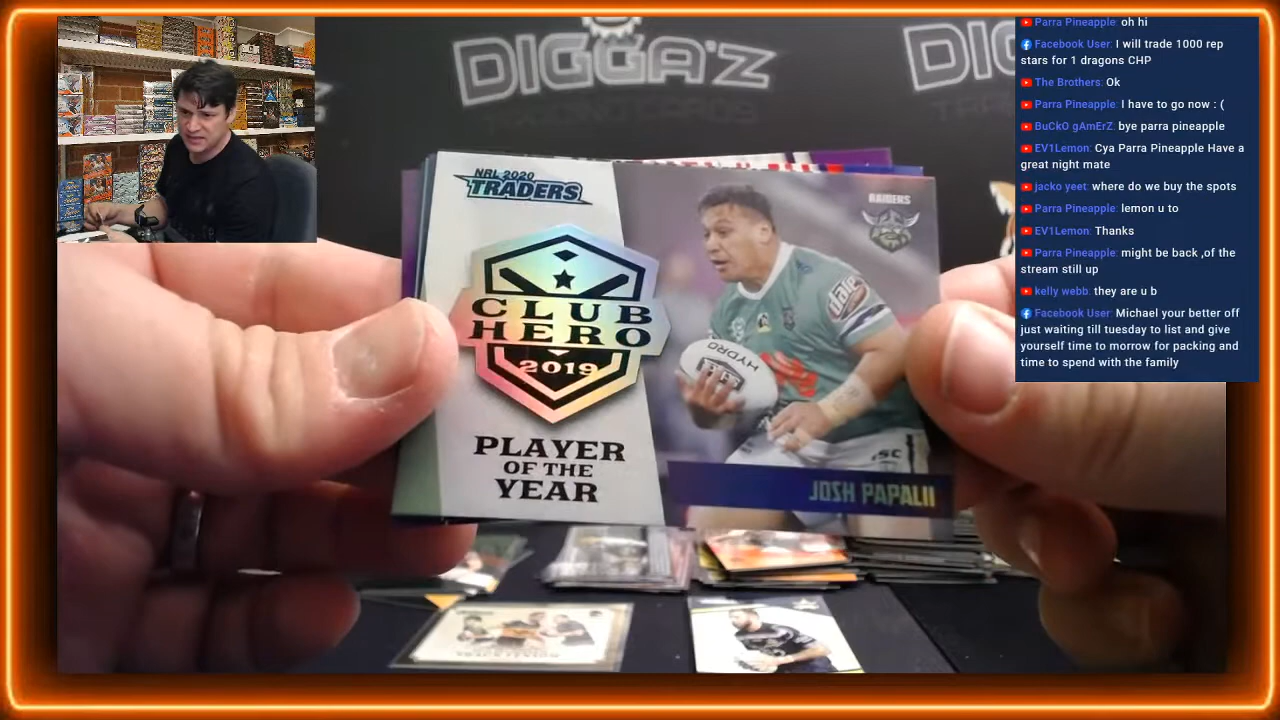 DIGGA'Z
DIG
NRL 2020
TRADERS
CLUB
HERO
2019
PLAYER
OF THE
YEAR
RAIDERS
dale
HYDRO
JOSH PAPALII
Parra Pineapple: oh hi
Facebook User: I will trade 1000 rep
stars for 1 dragons CHP
The Brothers: Ok
Parra Pineapple: I have to go now : (
BuCkO gAmErZ: bye parra pineapple
EV1Lemon: Cya Parra Pineapple Have a
great night mate
jacko yeet: where do we buy the spots
Parra Pineapple: lemon u to
EV1Lemon: Thanks
Parra Pineapple: might be back ,of the
stream still up
kelly webb: they are u b
Facebook User: Michael your better off
just waiting till tuesday to list and give
yourself time to morrow for packing and
time to spend with the family